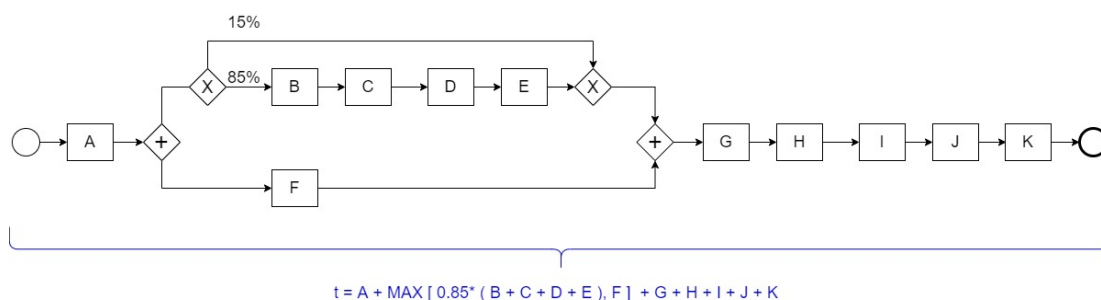 15%
85%
X
B
C
D
E
X
A
+
+
G
H
I
J
K
F
t = A + MAX [ 0.85* ( B + C + D + E ), F ] + G + H + I + J + K